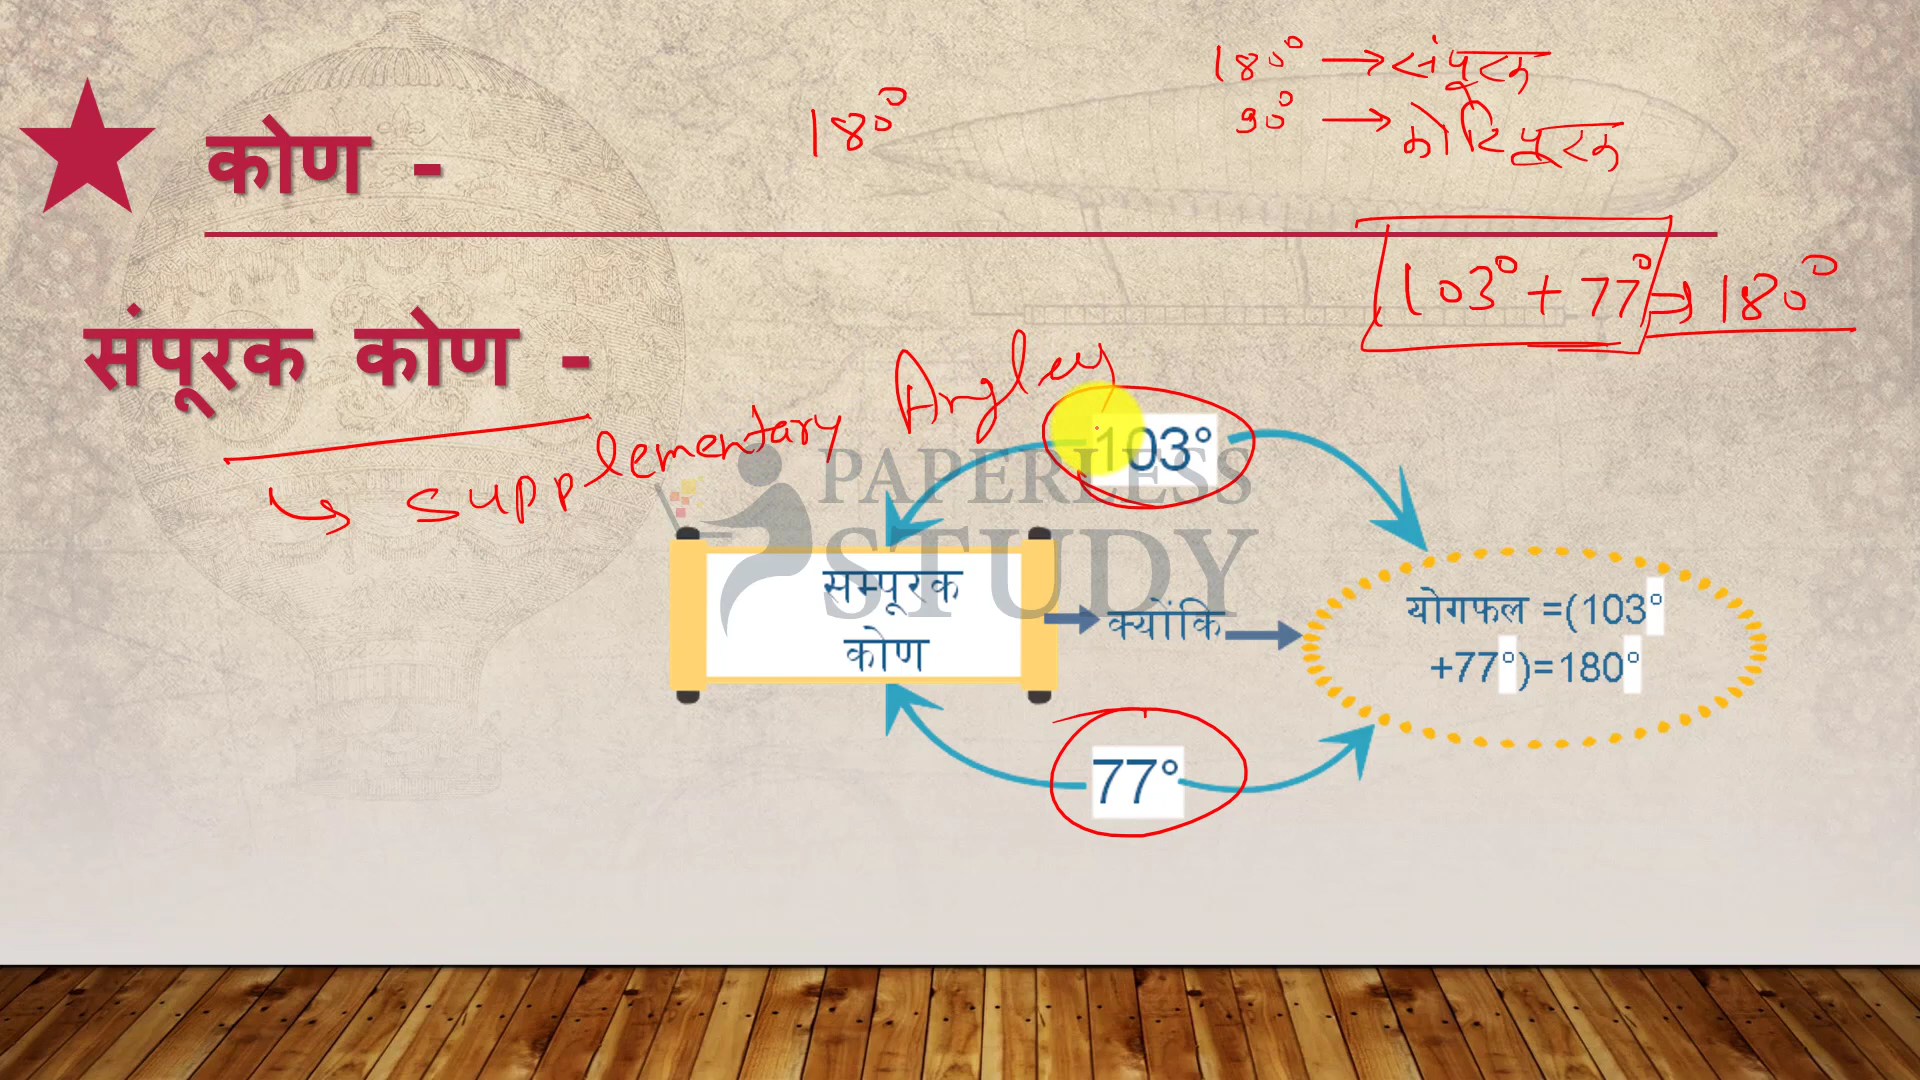 कोण -
180°
180° → संपूरक
90° → कोटिपूरक
103° + 77° → 180°
संपूरक कोण -
↳ supplementary Angles
103°
PAPERLESS
STUDY
सम्पूरक
कोण
क्योंकि
योगफल =(103°
+77°)=180°
77°